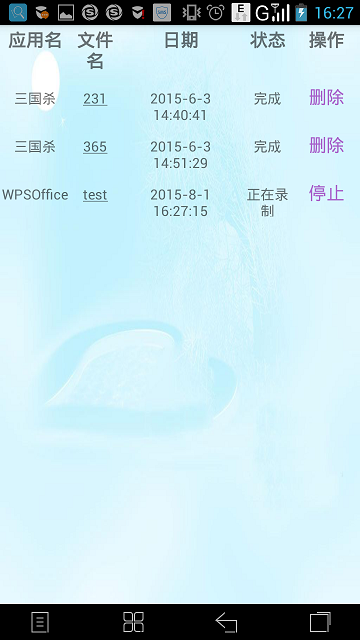 16:27
应用名 文件名 日期 状态 操作
三国杀 231 2015-6-3 14:40:41 完成 删除
三国杀 365 2015-6-3 14:51:29 完成 删除
WPSOffice test 2015-8-1 16:27:15 正在录制 停止